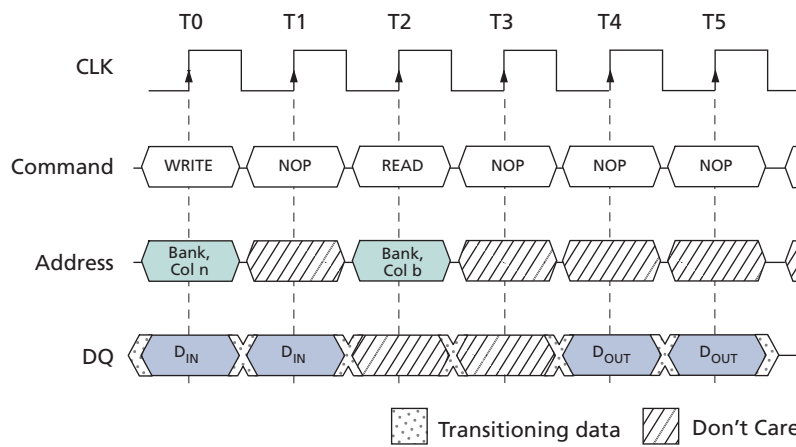 T0 T1 T2 T3 T4 T5
CLK
Command WRITE NOP READ NOP NOP NOP
Address Bank, Col n Bank, Col b
DQ DIN DIN DOUT DOUT
Transitioning data Don't Care